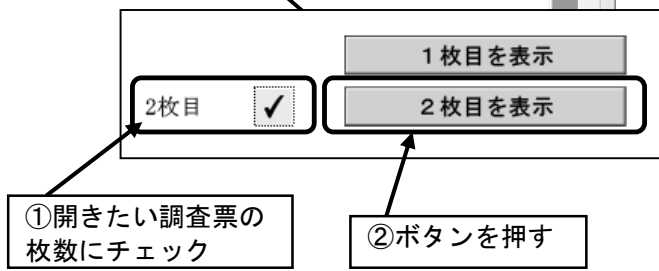 １枚目を表示
2枚目 ✓ ２枚目を表示
①開きたい調査票の
枚数にチェック
②ボタンを押す